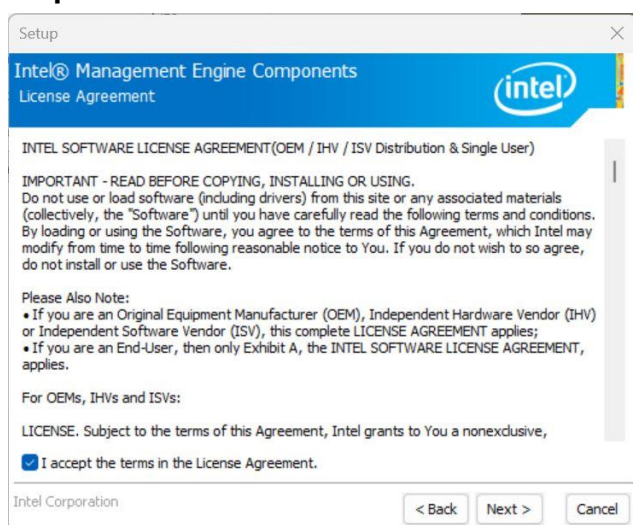 Setup
Intel® Management Engine Components
License Agreement
intel
INTEL SOFTWARE LICENSE AGREEMENT(OEM / IHV / ISV Distribution & Single User)
IMPORTANT - READ BEFORE COPYING, INSTALLING OR USING.
Do not use or load software (including drivers) from this site or any associated materials
(collectively, the "Software") until you have carefully read the following terms and conditions.
By loading or using the Software, you agree to the terms of this Agreement, which Intel may
modify from time to time following reasonable notice to You. If you do not wish to so agree,
do not install or use the Software.
Please Also Note:
• If you are an Original Equipment Manufacturer (OEM), Independent Hardware Vendor (IHV)
or Independent Software Vendor (ISV), this complete LICENSE AGREEMENT applies;
• If you are an End-User, then only Exhibit A, the INTEL SOFTWARE LICENSE AGREEMENT,
applies.
For OEMs, IHVs and ISVs:
LICENSE. Subject to the terms of this Agreement, Intel grants to You a nonexclusive,
I accept the terms in the License Agreement.
Intel Corporation
< Back Next > Cancel